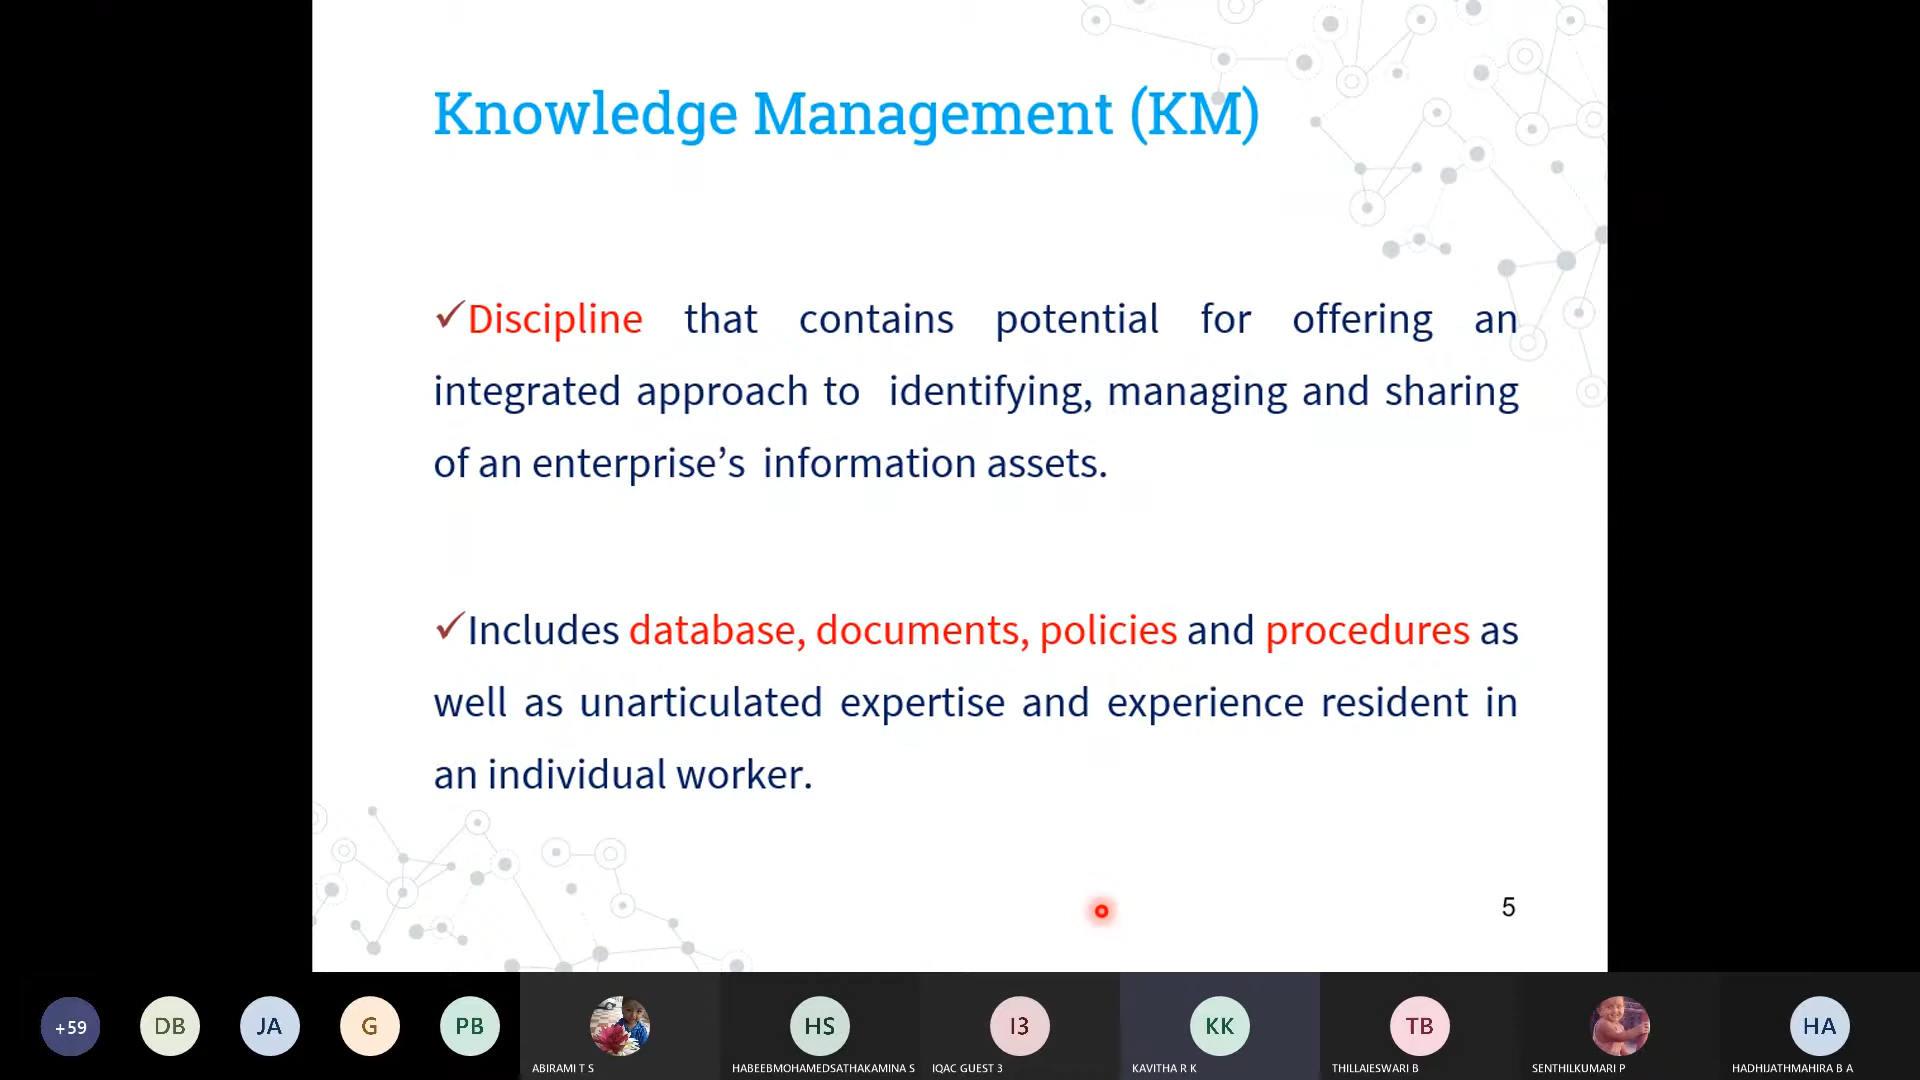 Knowledge Management (KM)
✓Discipline that contains potential for offering an
integrated approach to identifying, managing and sharing
of an enterprise’s information assets.
✓Includes database, documents, policies and procedures as
well as unarticulated expertise and experience resident in
an individual worker.
5
+59
DB
JA
G
PB
HS
I3
KK
TB
HA
ABIRAMI T S
HABEEBMOHAMEDSATHAKAMINA S
IQAC GUEST 3
KAVITHA R K
THILLAIESWARI B
SENTHILKUMARI P
HADHIJATHMAHIRA B A